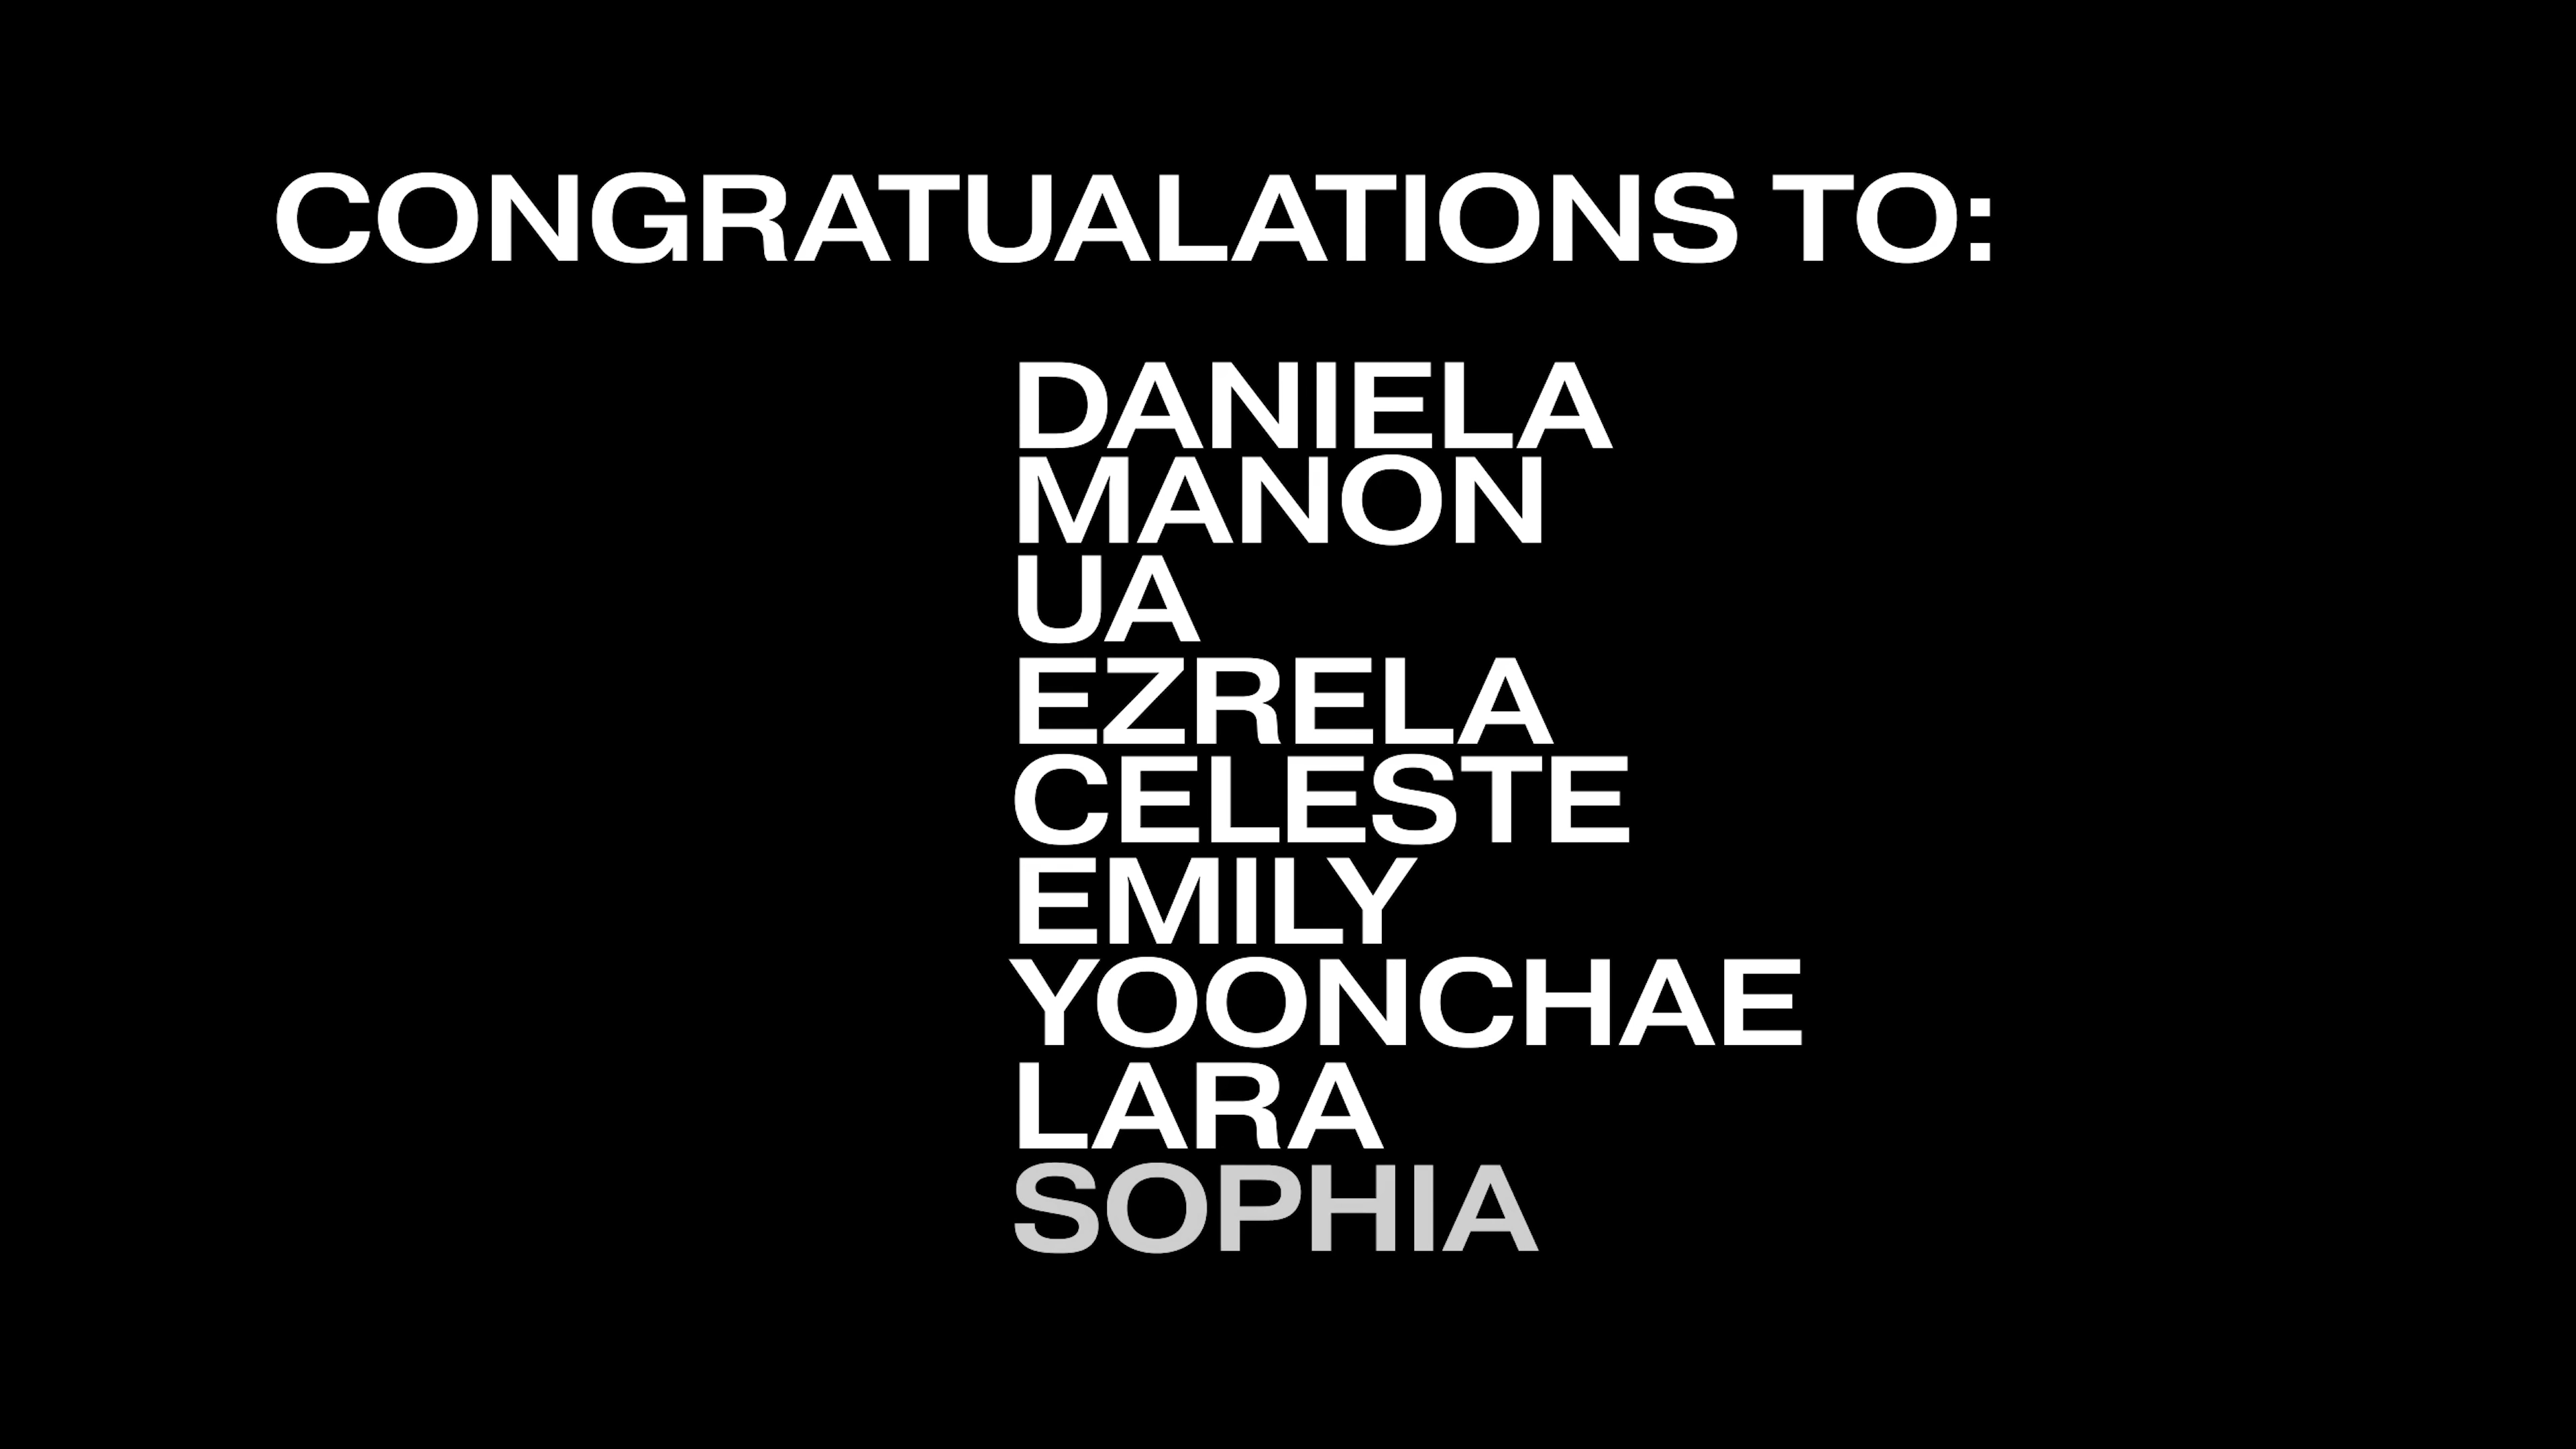 CONGRATUALATIONS TO:
DANIELA
MANON
UA
EZRELA
CELESTE
EMILY
YOONCHAE
LARA
SOPHIA